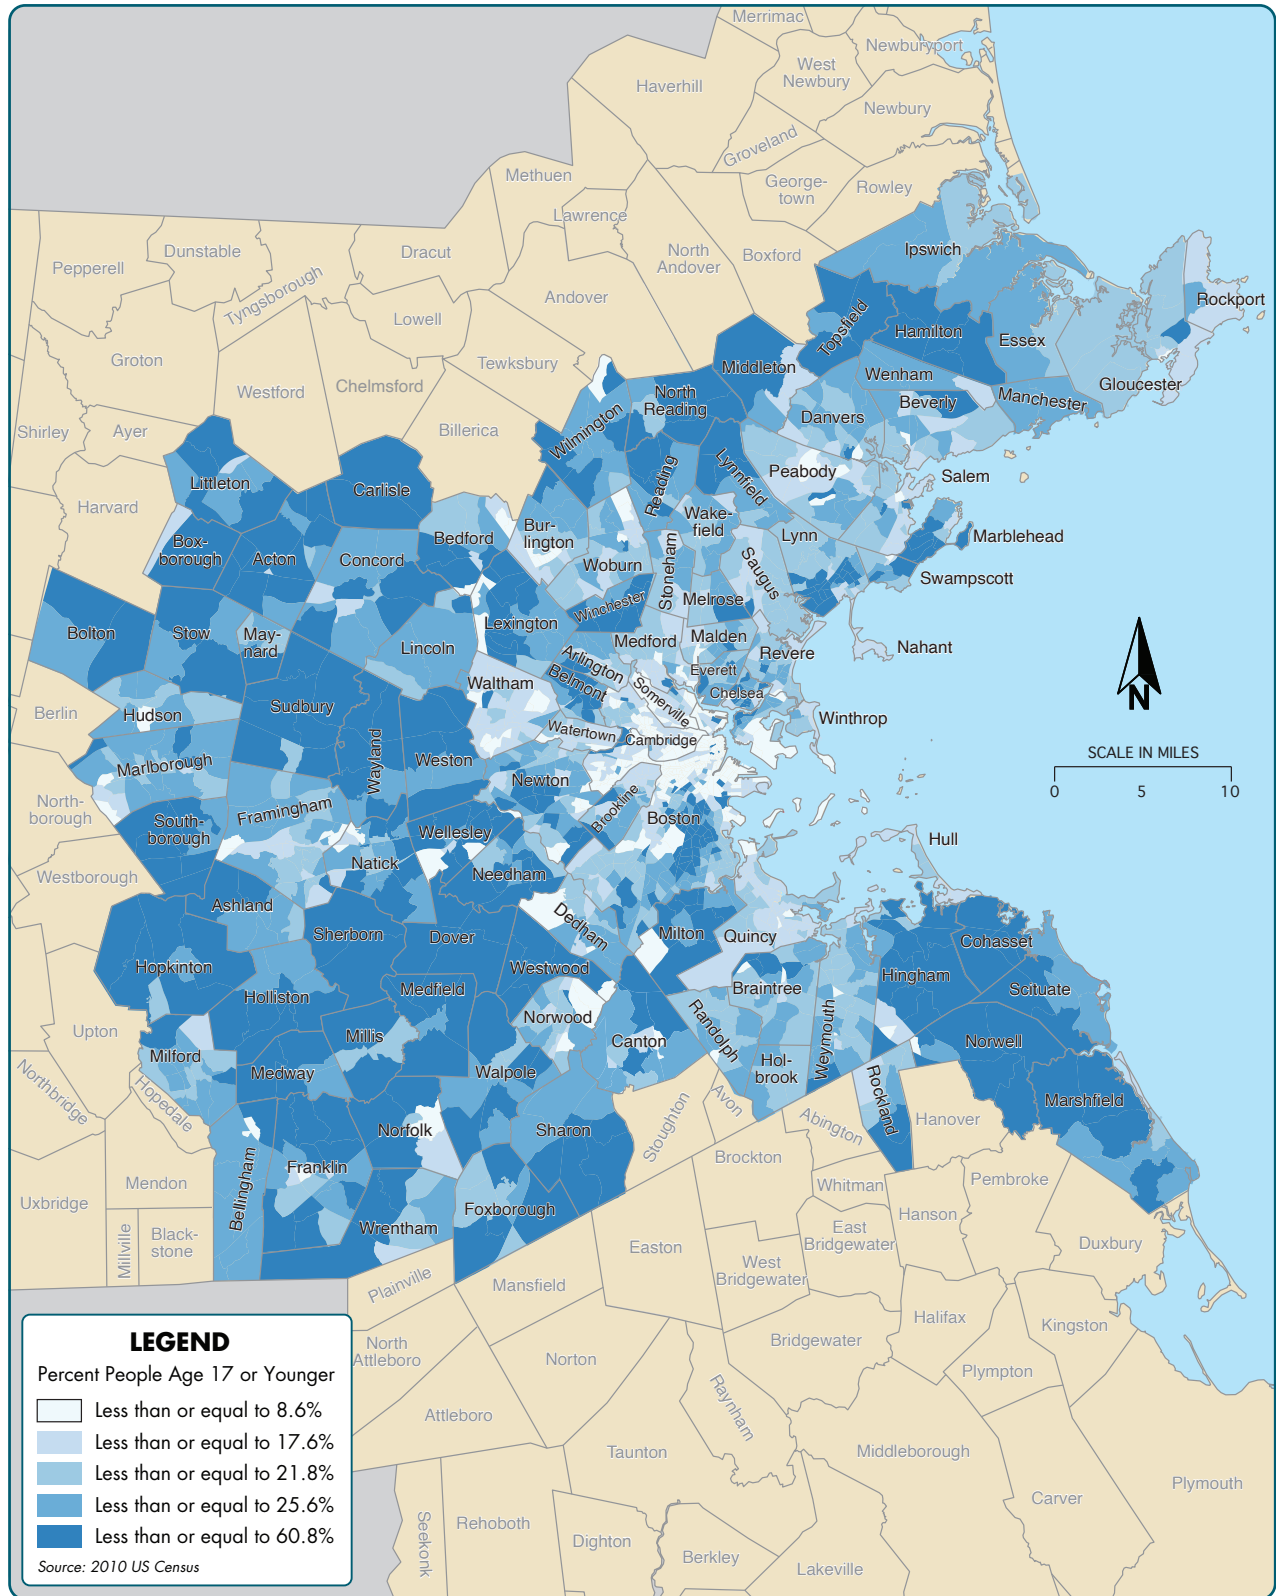 Merrimac
Newburyport
West
Newbury
Haverhill
Newbury
Groveland
Methuen
George-
town
Rowley
Lawrence
Dunstable
Dracut
North
Andover
Boxford
Ipswich
Pepperell
Tyngsborough
Andover
Rockport
Lowell
Topsfield
Hamilton
Essex
Groton
Tewksbury
Middleton
Wenham
Gloucester
Westford
Chelmsford
North
Reading
Beverly
Manchester
Danvers
Shirley
Ayer
Billerica
Wilmington
Peabody
Salem
Littleton
Carlisle
Reading
Lynnfield
Harvard
Wake-
field
Bur-
lington
Bedford
Lynn
Marblehead
Box-
borough
Acton
Concord
Woburn
Stoneham
Saugus
Swampscott
Winchester
Melrose
Lexington
Bolton
Stow
May-
nard
Lincoln
Medford
Malden
Revere
Nahant
Arlington
Everett
Belmont
Waltham
Somerville
Chelsea
Berlin
Hudson
Sudbury
Winthrop
Watertown
Cambridge
N
Marlborough
Wayland
Weston
SCALE IN MILES
0 5 10
Newton
North-
borough
Framingham
Brookline
Boston
South-
borough
Wellesley
Hull
Natick
Needham
Westborough
Ashland
Dedham
Sherborn
Dover
Milton
Quincy
Cohasset
Hopkinton
Westwood
Hingham
Medfield
Braintree
Scituate
Holliston
Norwood
Randolph
Weymouth
Upton
Millis
Canton
Norwell
Milford
Hol-
brook
Medway
Walpole
Northbridge
Hopedale
Rockland
Marshfield
Avon
Stoughton
Abington
Hanover
Norfolk
Sharon
Franklin
Brockton
Bellingham
Mendon
Whitman
Pembroke
Uxbridge
Foxborough
Wrentham
Hanson
Millville
Black-
stone
East
Bridgewater
Easton
Duxbury
West
Bridgewater
Plainville
Mansfield
Halifax
Kingston
North
Attleboro
Bridgewater
Norton
Plympton
Raynham
Attleboro
Taunton
Middleborough
Plymouth
Carver
Seekonk
Rehoboth
Dighton
Berkley
Lakeville
LEGEND
Percent People Age 17 or Younger
Less than or equal to 8.6%
Less than or equal to 17.6%
Less than or equal to 21.8%
Less than or equal to 25.6%
Less than or equal to 60.8%
Source: 2010 US Census